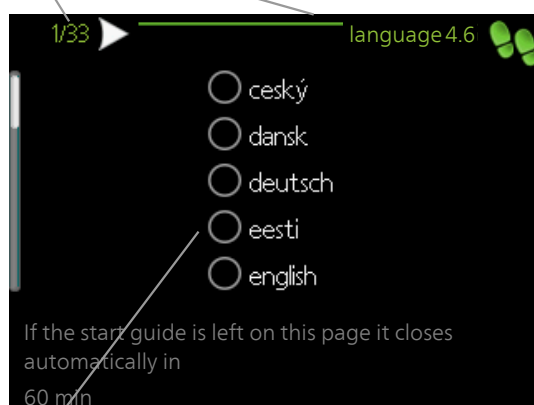 1/33
language 4.6
ceský
dansk
deutsch
eesti
english
If the start guide is left on this page it closes
automatically in
60 min